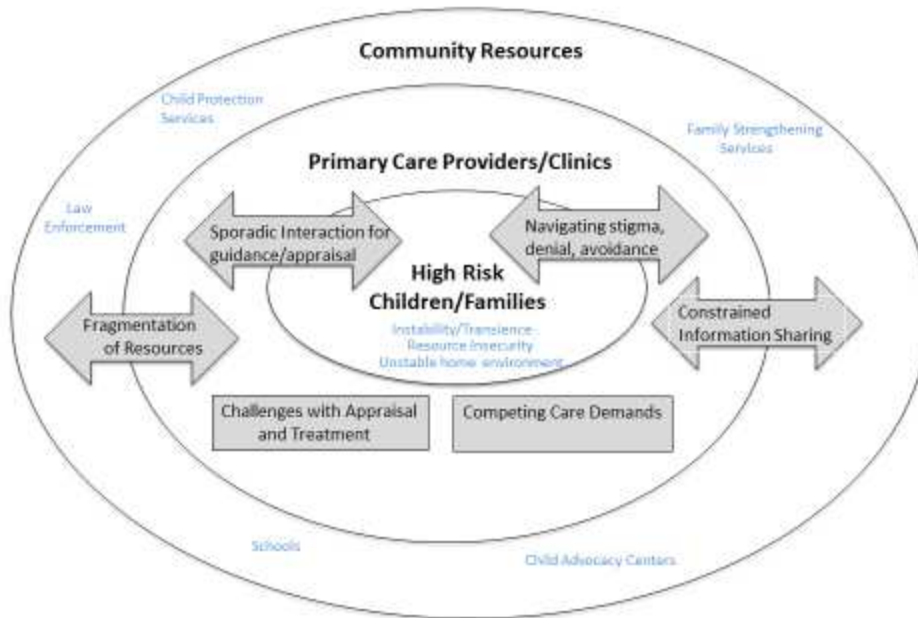 Community Resources
Child Protection
Services
Family Strengthening
Services
Primary Care Providers/Clinics
Law
Enforcement
Sporadic Interaction for
guidance/appraisal
Navigating stigma,
denial, avoidance
High Risk
Children/Families
Instability/Transience
Resource Insecurity
Unstable home environment
Fragmentation
of Resources
Constrained
Information Sharing
Challenges with Appraisal
and Treatment
Competing Care Demands
Schools
Child Advocacy Centers